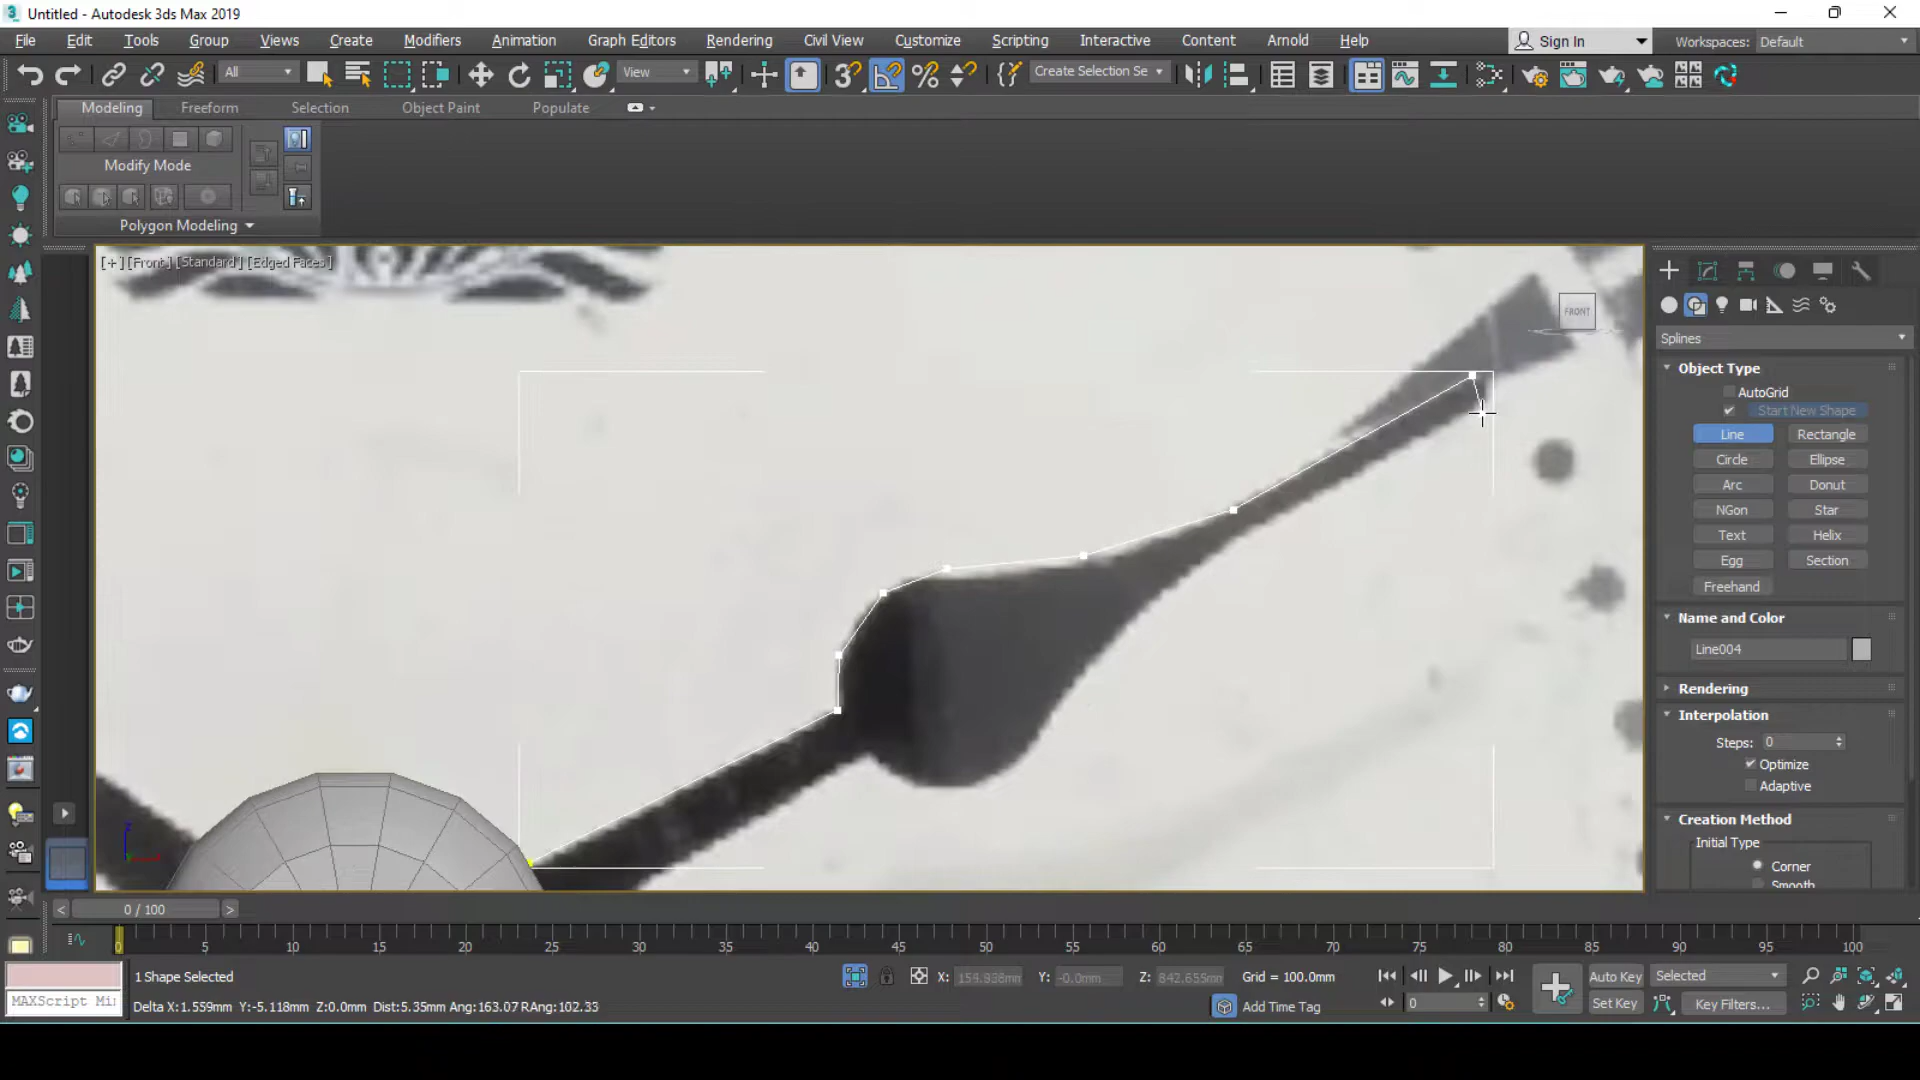 Untitled - Autodesk 3ds Max 2019
File Edit Tools Group Views Create Modifiers Animation Graph Editors Rendering Civil View Customize Scripting Interactive Content Arnold Help
Sign In Workspaces: Default
All View Create Selection Se
Modeling Freeform Selection Object Paint Populate
Modify Mode
Polygon Modeling
[+] [Front] [Standard] [Edged Faces]
FRONT
Splines
Object Type
AutoGrid
Start New Shape
Line Rectangle
Circle Ellipse
Arc Donut
NGon Star
Text Helix
Egg Section
Freehand
Name and Color
Line004
Rendering
Interpolation
Steps: 0
Optimize
Adaptive
Creation Method
Initial Type
Corner
Smooth
< 0 / 100 >
0 5 10 15 20 25 30 35 40 45 50 55 60 65 70 75 80 85 90 95 100
1 Shape Selected
X: 159.938mm Y: -0.0mm Z: 842.655mm Grid = 100.0mm
Auto Key Selected
MAXScript Mi
Delta X:1.559mm Y:-5.118mm Z:0.0mm Dist:5.35mm Ang:163.07 RAng:102.33
Add Time Tag
0
Set Key Key Filters...